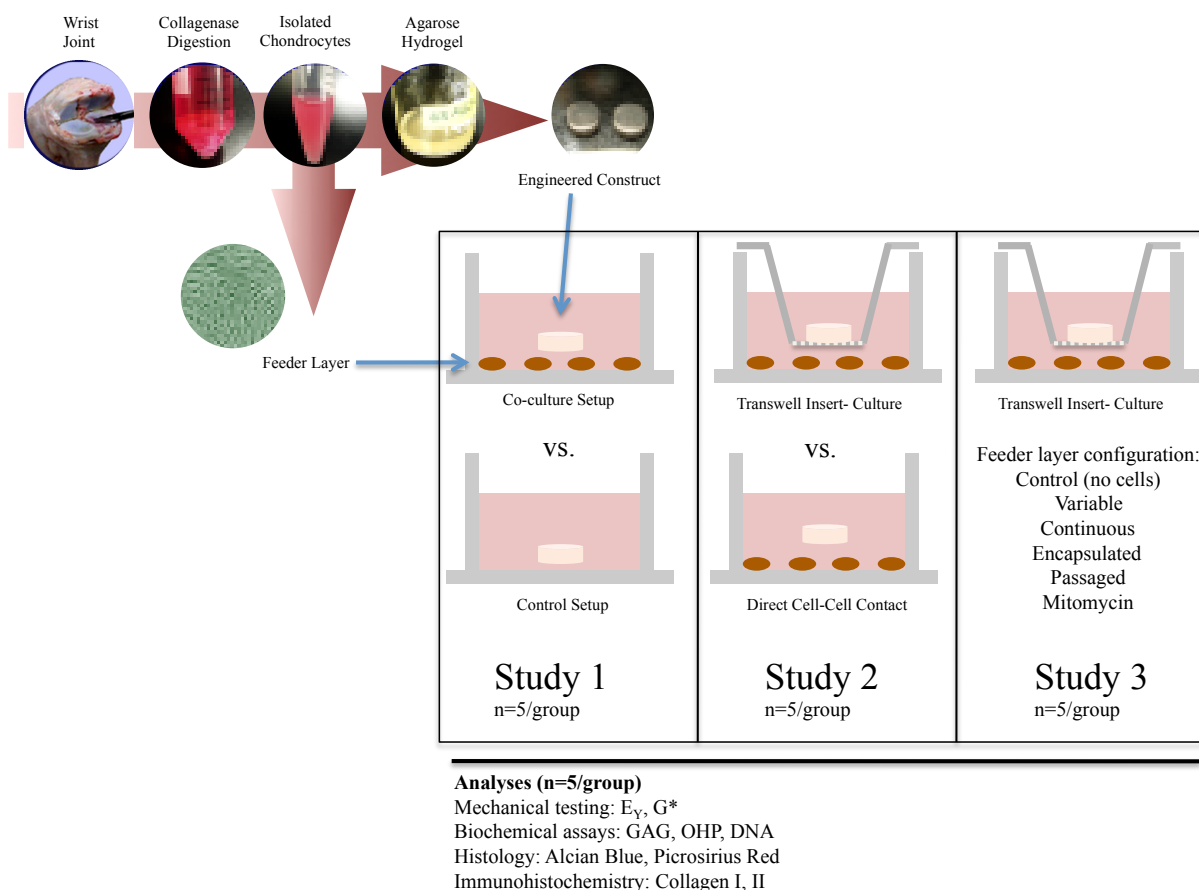 Wrist
Joint
Collagenase
Digestion
Isolated
Chondrocytes
Agarose
Hydrogel
Engineered Construct
Feeder Layer
Co-culture Setup
vs.
Control Setup
Study 1
n=5/group
Transwell Insert- Culture
vs.
Direct Cell-Cell Contact
Study 2
n=5/group
Transwell Insert- Culture
Feeder layer configuration:
Control (no cells)
Variable
Continuous
Encapsulated
Passaged
Mitomycin
Study 3
n=5/group
Analyses (n=5/group)
Mechanical testing: E_Y, G*
Biochemical assays: GAG, OHP, DNA
Histology: Alcian Blue, Picrosirius Red
Immunohistochemistry: Collagen I, II